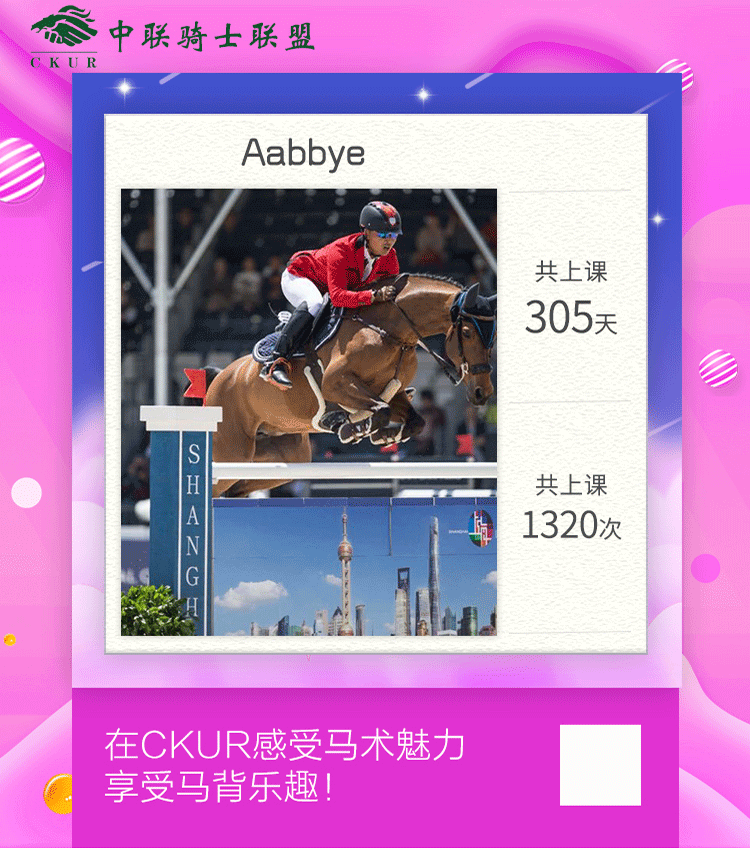 中联骑士联盟
CKUR
Aabbye
共上课
305天
共上课
1320次
SHANGH
SHANGHAI
在CKUR感受马术魅力
享受马背乐趣！